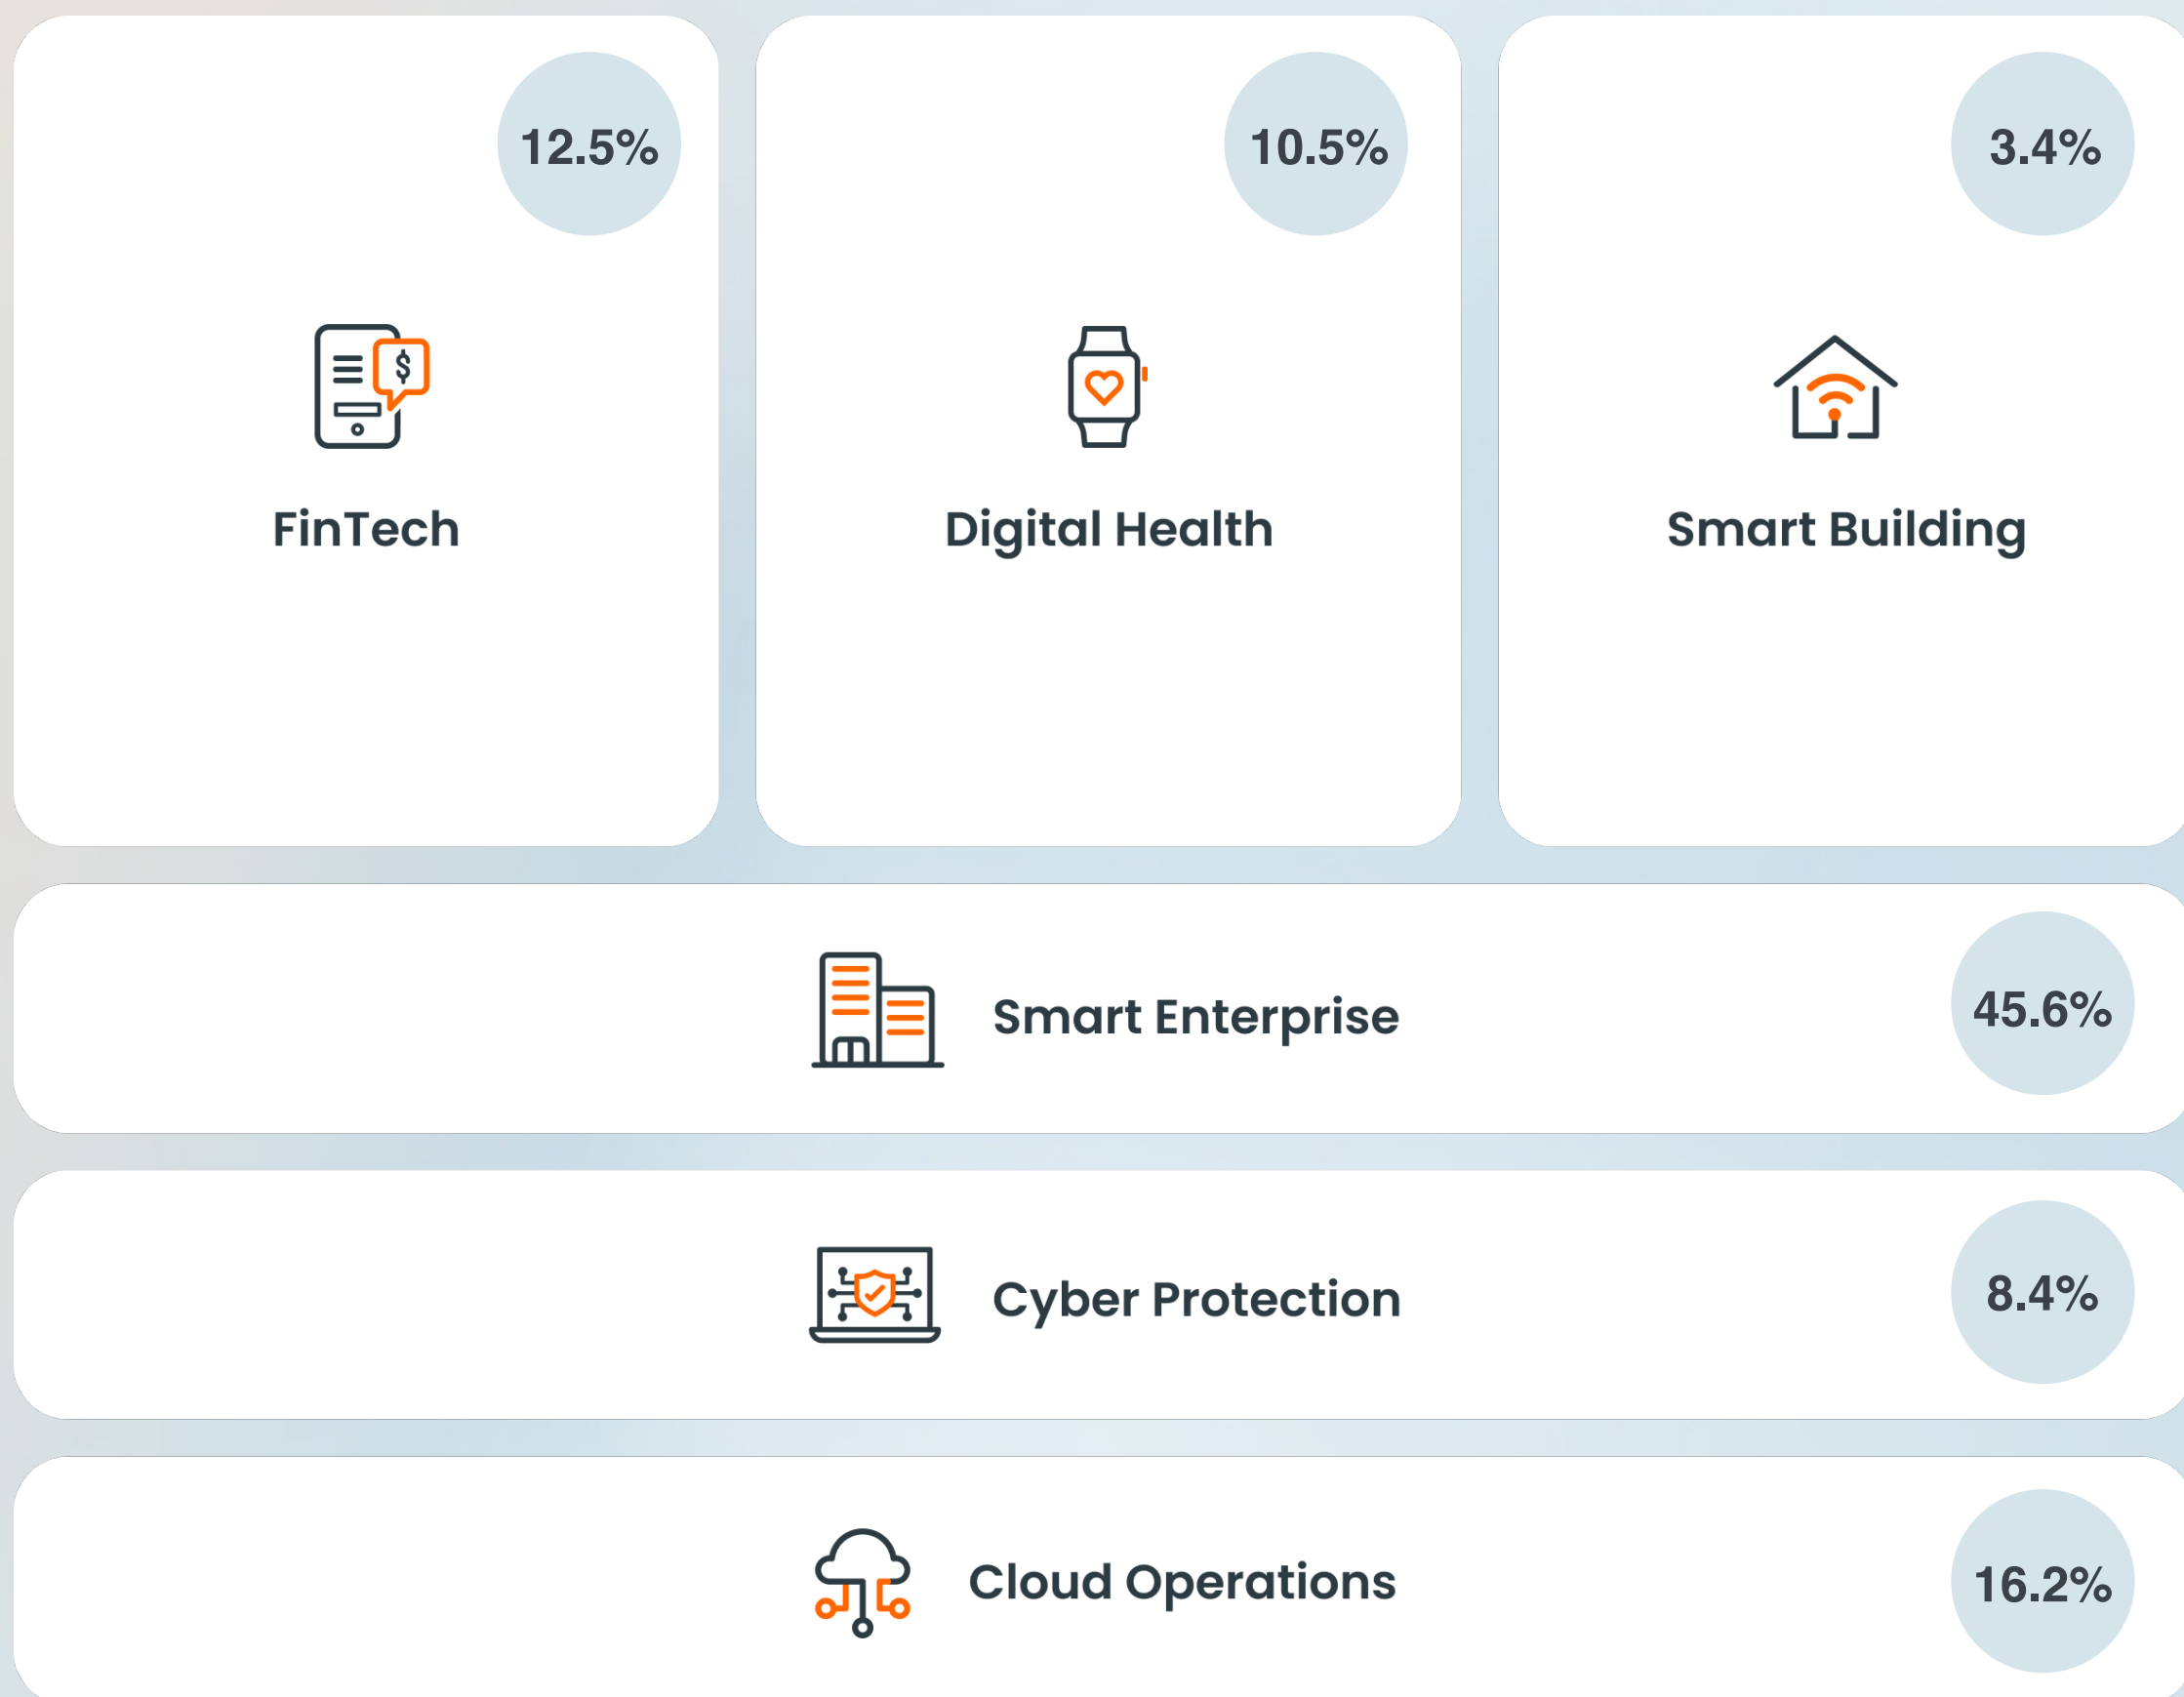 12.5%
10.5%
3.4%
$
FinTech
Digital Health
Smart Building
Smart Enterprise
45.6%
Cyber Protection
8.4%
Cloud Operations
16.2%